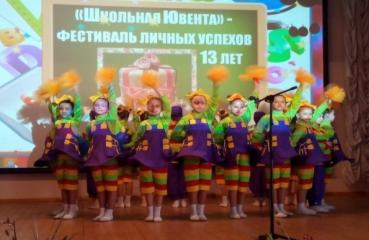 «Школьная Ювента» -
ФЕСТИВАЛЬ ЛИЧНЫХ УСПЕХОВ
13 ЛЕТ